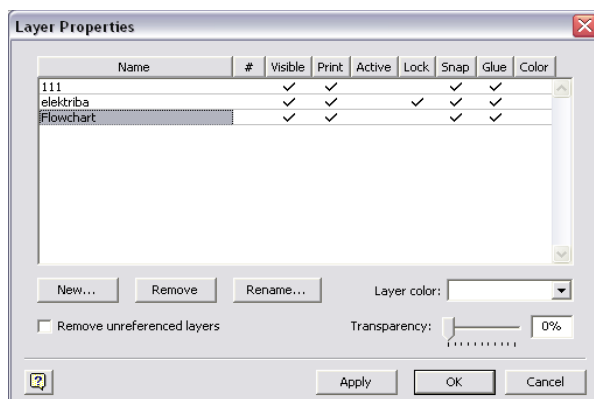 Layer Properties
Name # Visible Print Active Lock Snap Glue Color
111
elektriba
Flowchart
New... Remove Rename... Layer color:
Remove unreferenced layers Transparency: 0%
? Apply OK Cancel